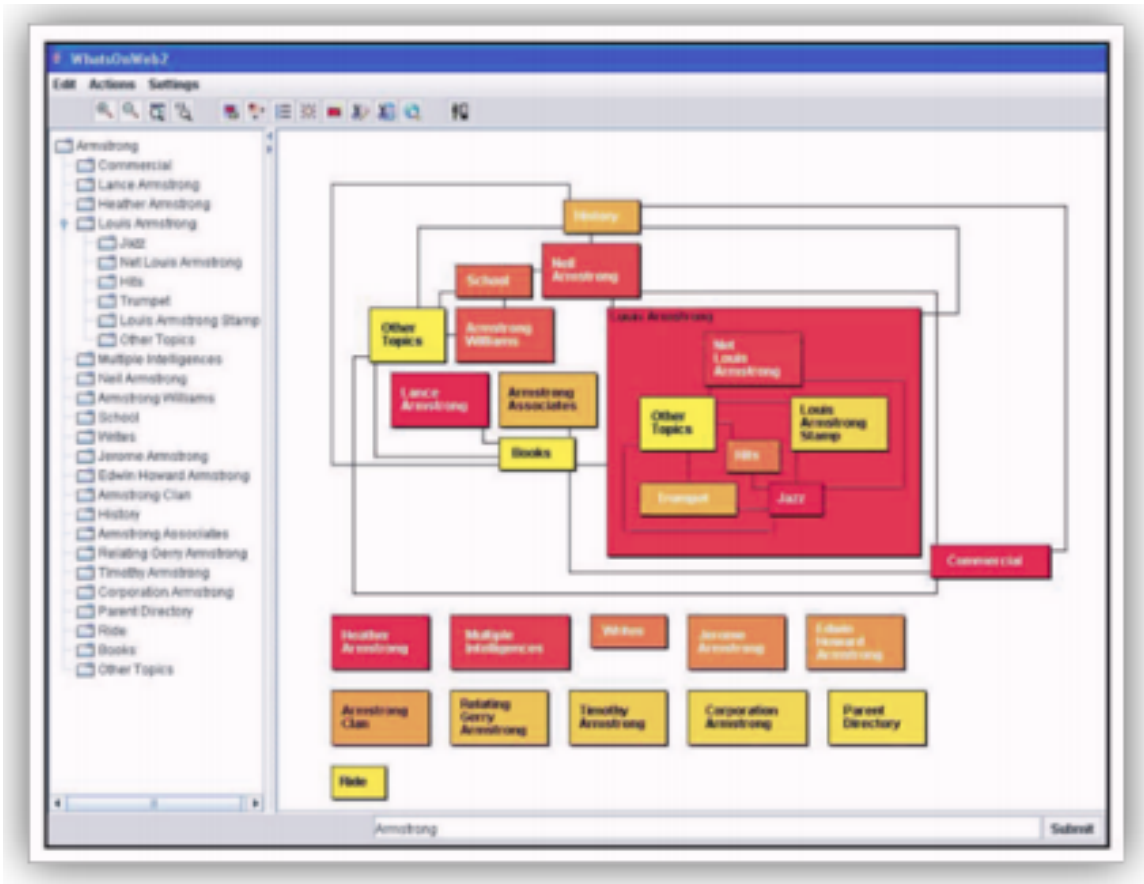 WhatsOnWeb2
Edit Actions Settings
Armstrong
Commercial
Lance Armstrong
Heather Armstrong
Louis Armstrong
Jazz
Net Louis Armstrong
Hits
Trumpet
Louis Armstrong Stamp
Other Topics
Multiple Intelligences
Neil Armstrong
Armstrong Williams
School
Writes
Jerome Armstrong
Edwin Howard Armstrong
Armstrong Clan
History
Armstrong Associates
Relating Gerry Armstrong
Timothy Armstrong
Corporation Armstrong
Parent Directory
Ride
Books
Other Topics
History
Neil
Armstrong
School
Other
Topics
Armstrong
Williams
Lance
Armstrong
Armstrong
Associates
Books
Louis Armstrong
Net
Louis
Armstrong
Other
Topics
Louis
Armstrong
Stamp
Hits
Trumpet
Jazz
Commercial
Heather
Armstrong
Multiple
Intelligences
Writes
Jerome
Armstrong
Edwin
Howard
Armstrong
Armstrong
Clan
Relating
Gerry
Armstrong
Timothy
Armstrong
Corporation
Armstrong
Parent
Directory
Ride
Armstrong
Submit